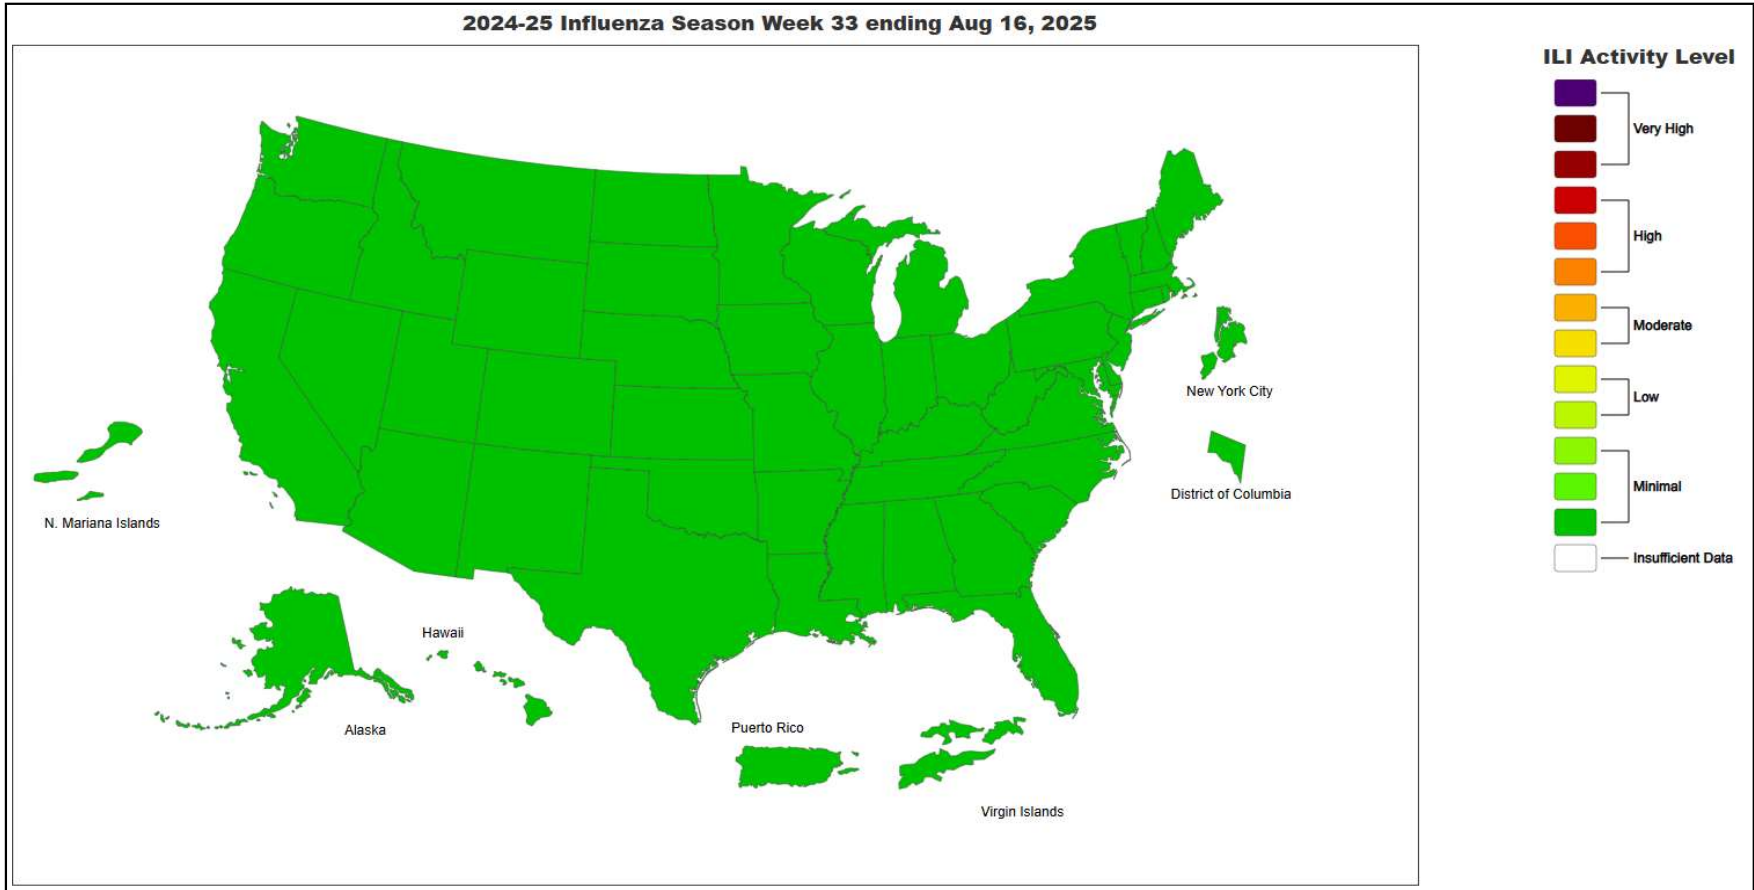 2024-25 Influenza Season Week 33 ending Aug 16, 2025
ILI Activity Level
Very High
High
Moderate
Low
Minimal
Insufficient Data
New York City
District of Columbia
N. Mariana Islands
Hawaii
Alaska
Puerto Rico
Virgin Islands